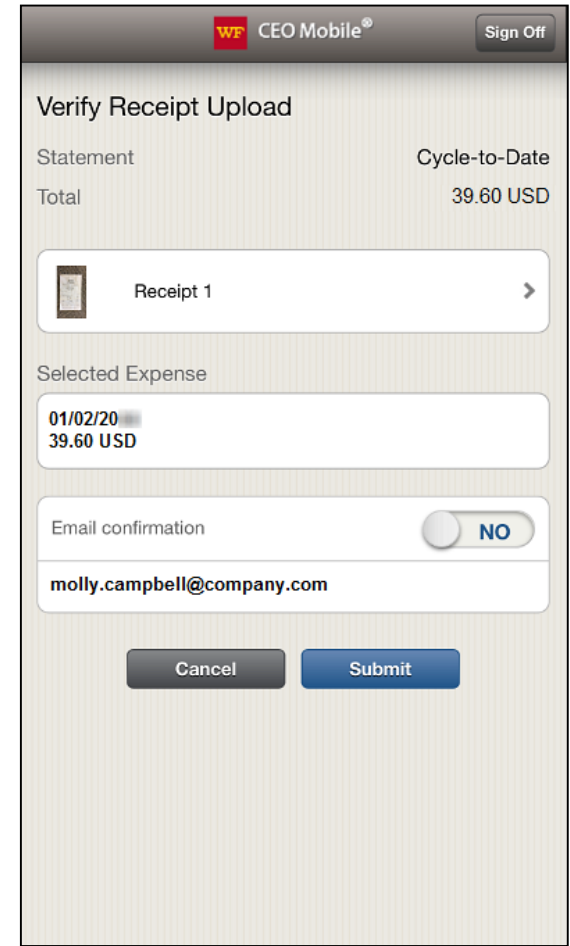 WF CEO Mobile® Sign Off
Verify Receipt Upload
Statement Cycle-to-Date
Total 39.60 USD
Receipt 1
Selected Expense
01/02/20
39.60 USD
Email confirmation NO
molly.campbell@company.com
Cancel Submit